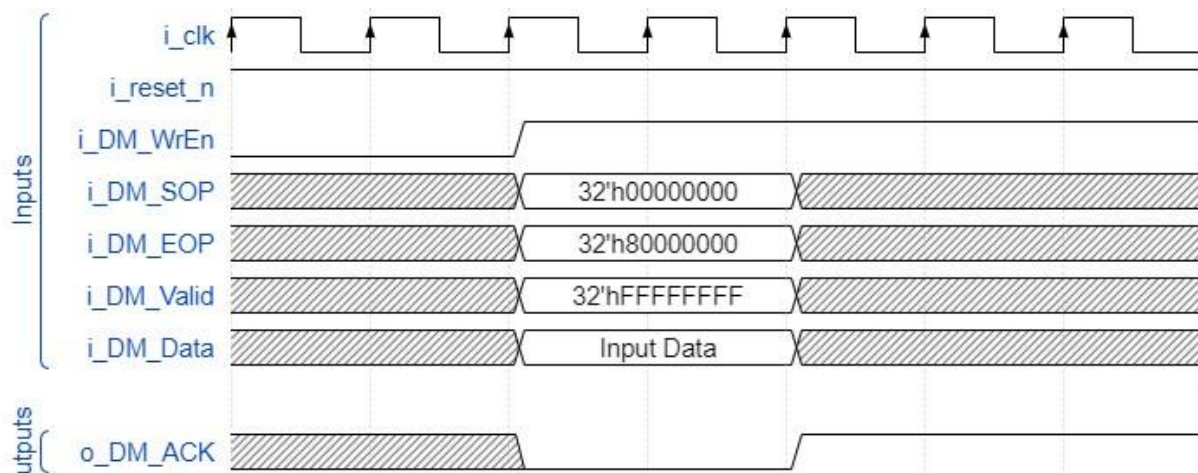 Inputs
i_clk
i_reset_n
i_DM_WrEn
i_DM_SOP
32'h00000000
i_DM_EOP
32'h80000000
i_DM_Valid
32'hFFFFFFFF
i_DM_Data
Input Data
utputs
o_DM_ACK